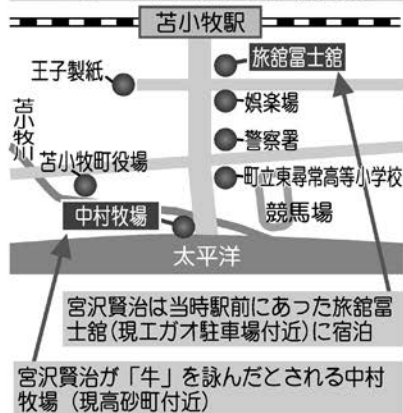 苫小牧駅
旅舘冨士舘
王子製紙
娯楽場
苫小牧川
警察署
苫小牧町役場
町立東尋常高等小学校
中村牧場
競馬場
太平洋
宮沢賢治は当時駅前にあった旅舘冨
士舘(現エガオ駐車場付近)に宿泊
宮沢賢治が「牛」を詠んだとされる中村
牧場（現高砂町付近）